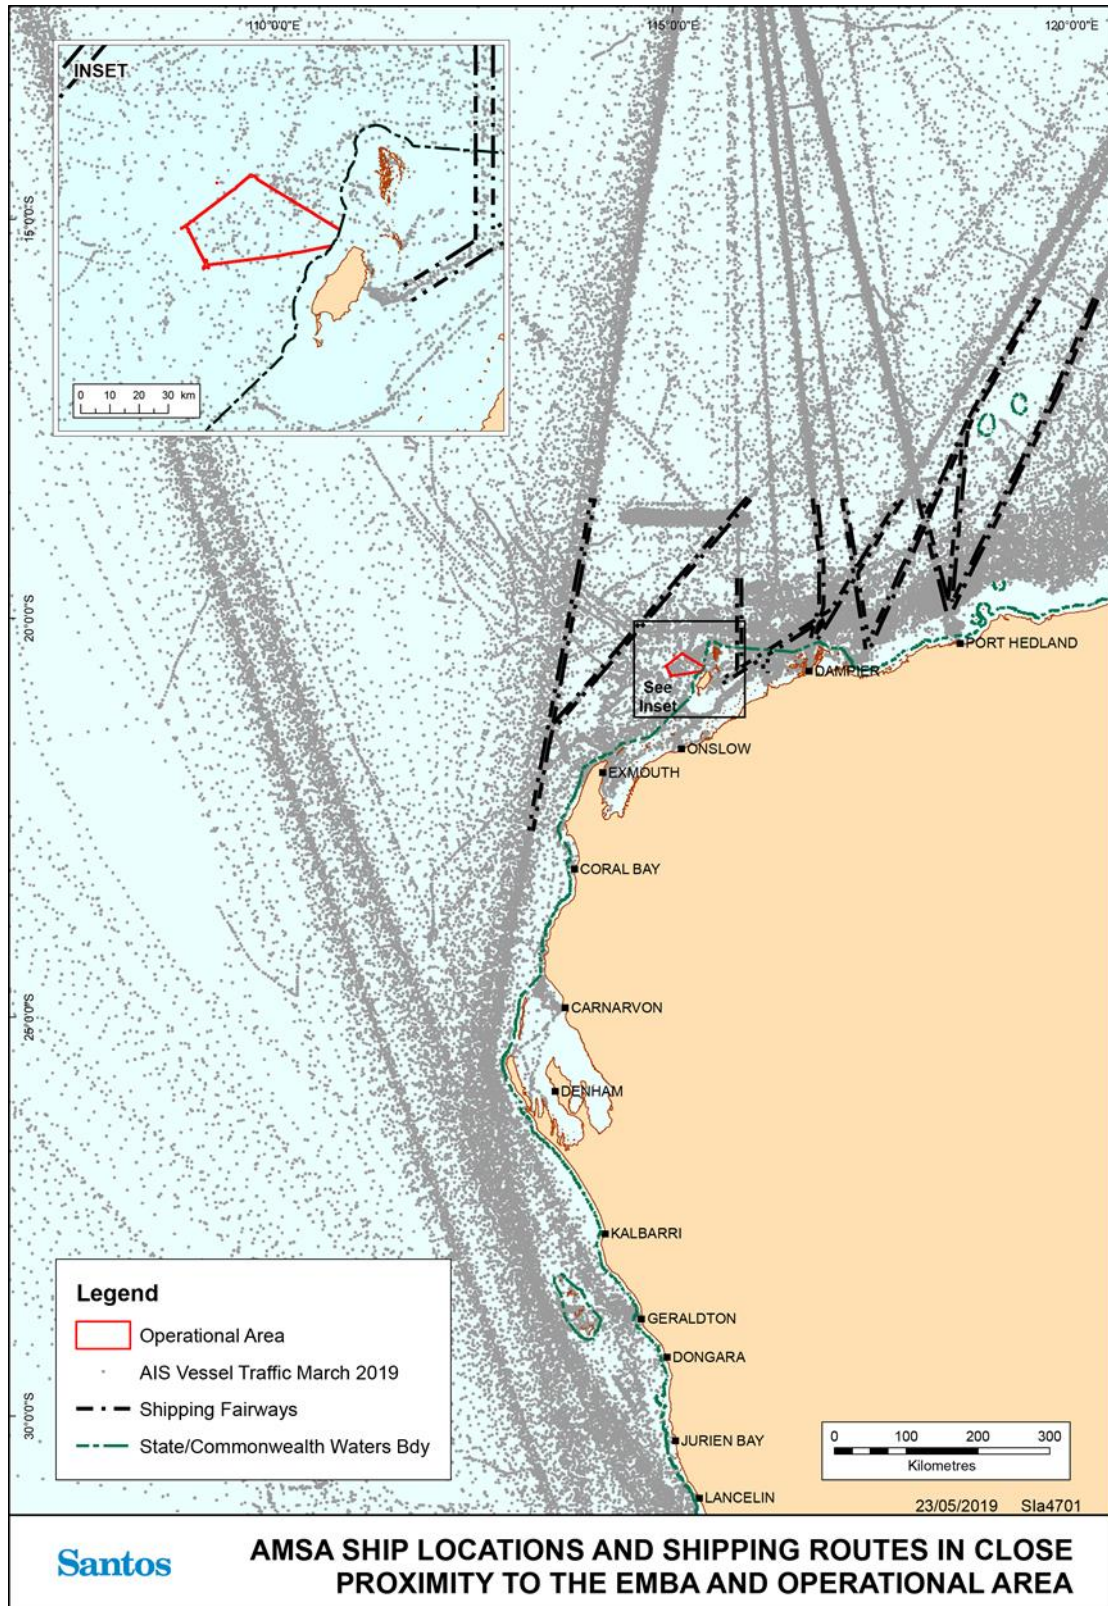 110°0'0"E
115°0'0"E
120°0'0"E
INSET
0 10 20 30 km
15°0'0"S
20°0'0"S
PORT HEDLAND
DAMPIER
See
Inset
ONSLOW
EXMOUTH
CORAL BAY
25°0'0"S
CARNARVON
DENHAM
KALBARRI
GERALDTON
DONGARA
30°0'0"S
JURIEN BAY
LANCELIN
Legend
Operational Area
AIS Vessel Traffic March 2019
Shipping Fairways
State/Commonwealth Waters Bdy
0 100 200 300
Kilometres
23/05/2019 Sla4701
Santos
AMSA SHIP LOCATIONS AND SHIPPING ROUTES IN CLOSE
PROXIMITY TO THE EMBA AND OPERATIONAL AREA